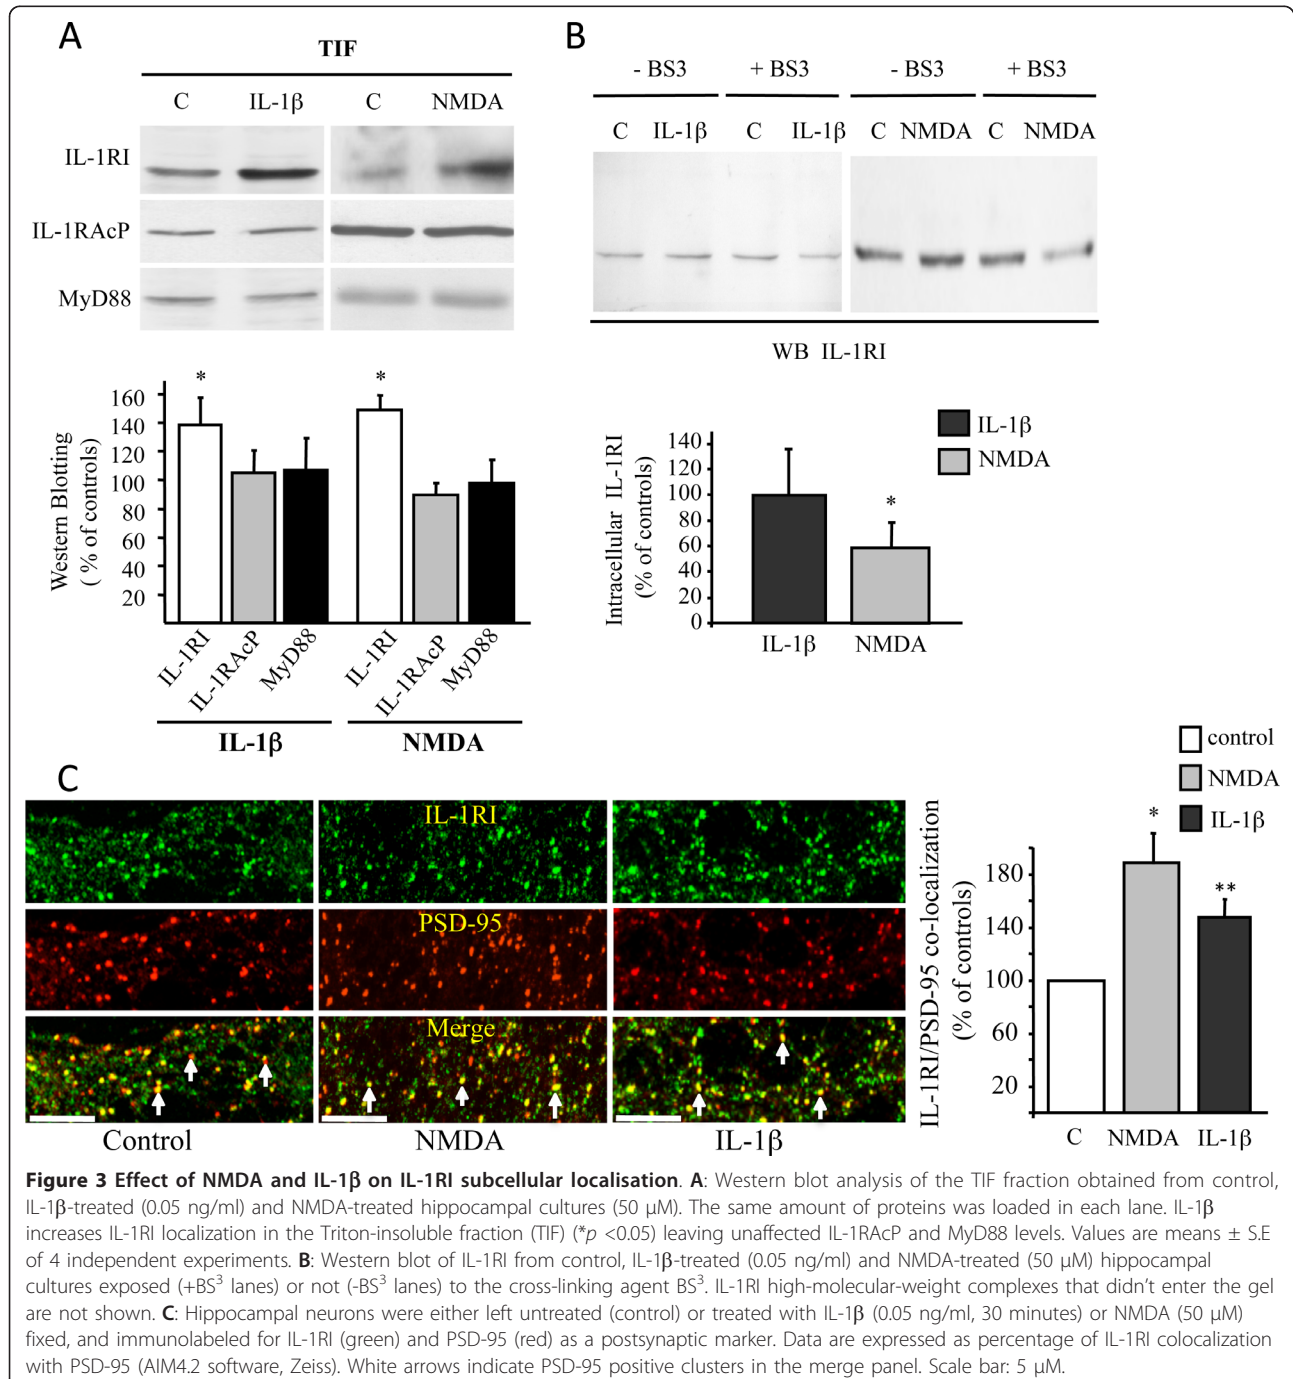 A
TIF
C IL-1β C NMDA
IL-1RI
IL-1RAcP
MyD88
Western Blotting
( % of controls)
160
140
120
100
80
60
40
20
*
*
IL-1RI
IL-1RAcP
MyD88
IL-1RI
IL-1RAcP
MyD88
IL-1β NMDA
B
- BS3 + BS3 - BS3 + BS3
C IL-1β C IL-1β C NMDA C NMDA
WB IL-1RI
Intracellular IL-1RI
(% of controls)
140
120
100
80
60
40
20
0
*
IL-1β NMDA
IL-1β
NMDA
C
IL-1RI
PSD-95
Merge
Control NMDA IL-1β
IL-1RI/PSD-95 co-localization
(% of controls)
180
140
100
60
20
*
**
C NMDA IL-1β
control
NMDA
IL-1β
Figure 3 Effect of NMDA and IL-1β on IL-1RI subcellular localisation. A: Western blot analysis of the TIF fraction obtained from control,
IL-1β-treated (0.05 ng/ml) and NMDA-treated hippocampal cultures (50 μM). The same amount of proteins was loaded in each lane. IL-1β
increases IL-1RI localization in the Triton-insoluble fraction (TIF) (*p <0.05) leaving unaffected IL-1RAcP and MyD88 levels. Values are means ± S.E
of 4 independent experiments. B: Western blot of IL-1RI from control, IL-1β-treated (0.05 ng/ml) and NMDA-treated (50 μM) hippocampal
cultures exposed (+BS³ lanes) or not (-BS³ lanes) to the cross-linking agent BS³. IL-1RI high-molecular-weight complexes that didn't enter the gel
are not shown. C: Hippocampal neurons were either left untreated (control) or treated with IL-1β (0.05 ng/ml, 30 minutes) or NMDA (50 μM)
fixed, and immunolabeled for IL-1RI (green) and PSD-95 (red) as a postsynaptic marker. Data are expressed as percentage of IL-1RI colocalization
with PSD-95 (AIM4.2 software, Zeiss). White arrows indicate PSD-95 positive clusters in the merge panel. Scale bar: 5 μM.